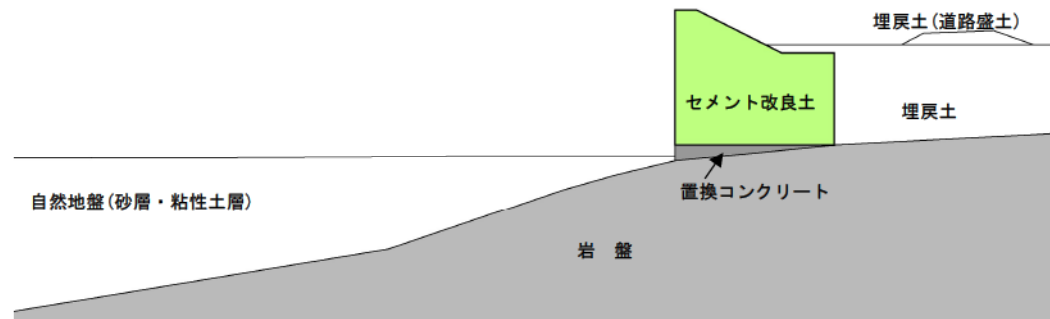 埋戻土(道路盛土)
セメント改良土
埋戻土
置換コンクリート
自然地盤(砂層・粘性土層)
岩　盤